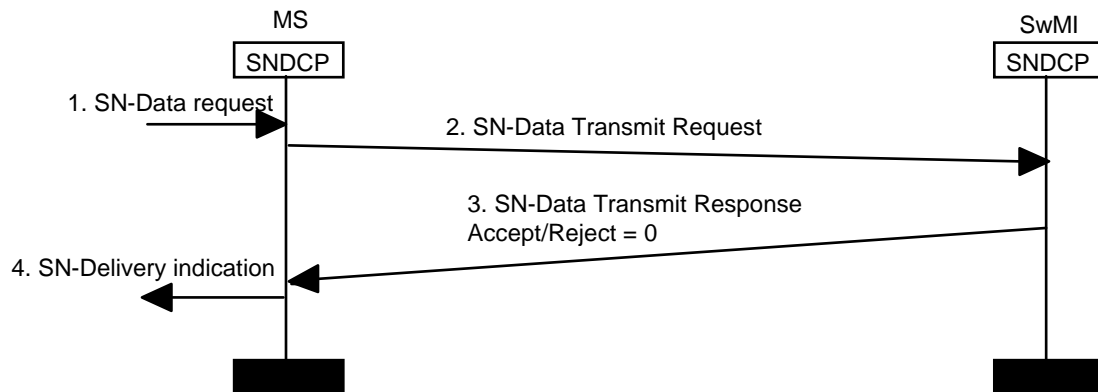 MS
SwMI
SNDCP
SNDCP
1. SN-Data request
2. SN-Data Transmit Request
3. SN-Data Transmit Response
Accept/Reject = 0
4. SN-Delivery indication